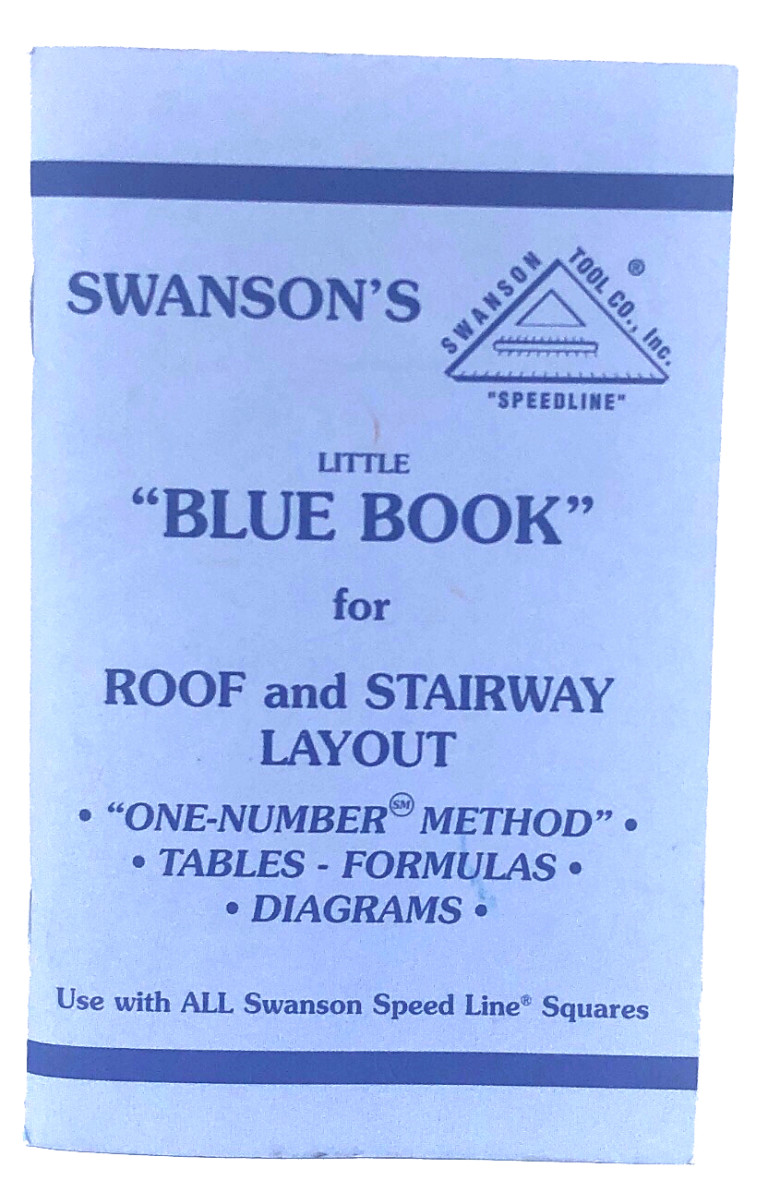 SWANSON'S
SWANSON TOOL CO., Inc. ®
"SPEEDLINE"
LITTLE
“BLUE BOOK”
for
ROOF and STAIRWAY
LAYOUT
• “ONE-NUMBER℠ METHOD” •
• TABLES - FORMULAS •
• DIAGRAMS •
Use with ALL Swanson Speed Line® Squares